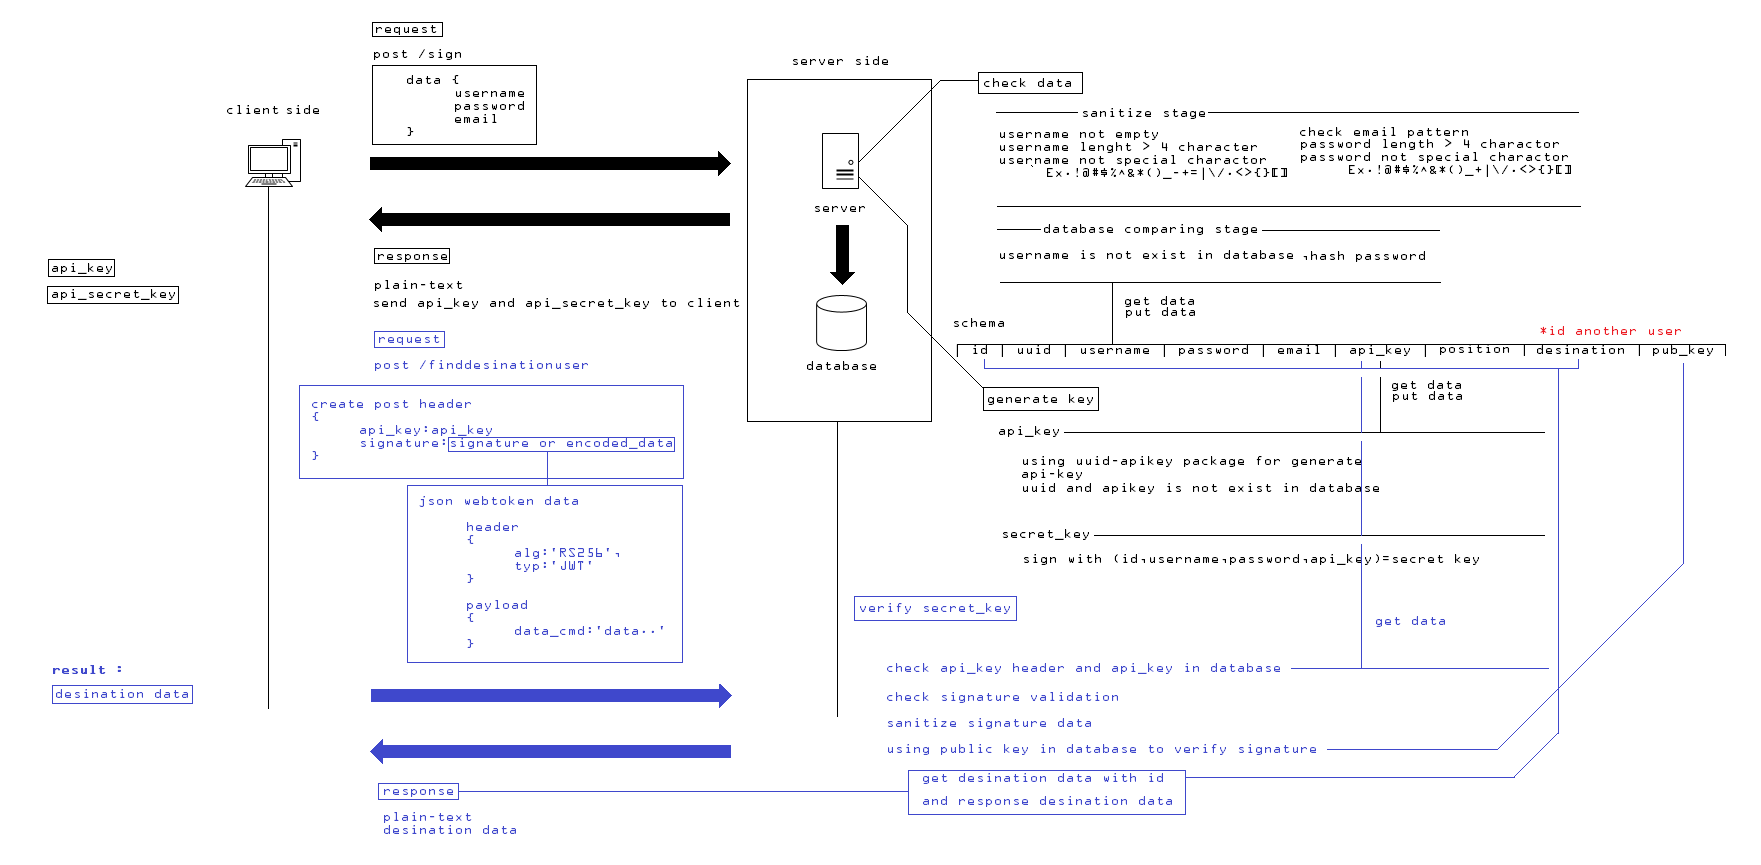 request
post /sign
data {
username
password
email
}
client side
api_key
api_secret_key
response
plain-text
send api_key and api_secret_key to client
request
post /finddesinationuser
create post header
{
api_key:api_key
signature:signature or encoded_data
}
json webtoken data
header
{
alg:'RS256',
typ:'JWT'
}
payload
{
data_cmd:'data..'
}
result :
desination data
response
plain-text
desination data
server side
server
database
check data
sanitize stage
username not empty
username lenght > 4 character
username not special charactor
` Ex.!@#$%^&*()_-+=|\/.<>{}[]
check email pattern
password length > 4 charactor
password not special charactor
Ex.!@#$%^&*()_+|\/.<>{}[]
database comparing stage
username is not exist in database ,hash password
get data
put data
schema
*id another user
id | uuid | username | password | email | api_key | position | desination | pub_key
get data
put data
generate key
api_key
using uuid-apikey package for generate
api-key
uuid and apikey is not exist in database
secret_key
sign with (id,username,password,api_key)=secret key
verify secret_key
get data
check api_key header and api_key in database
check signature validation
sanitize signature data
using public key in database to verify signature
get desination data with id
and response desination data